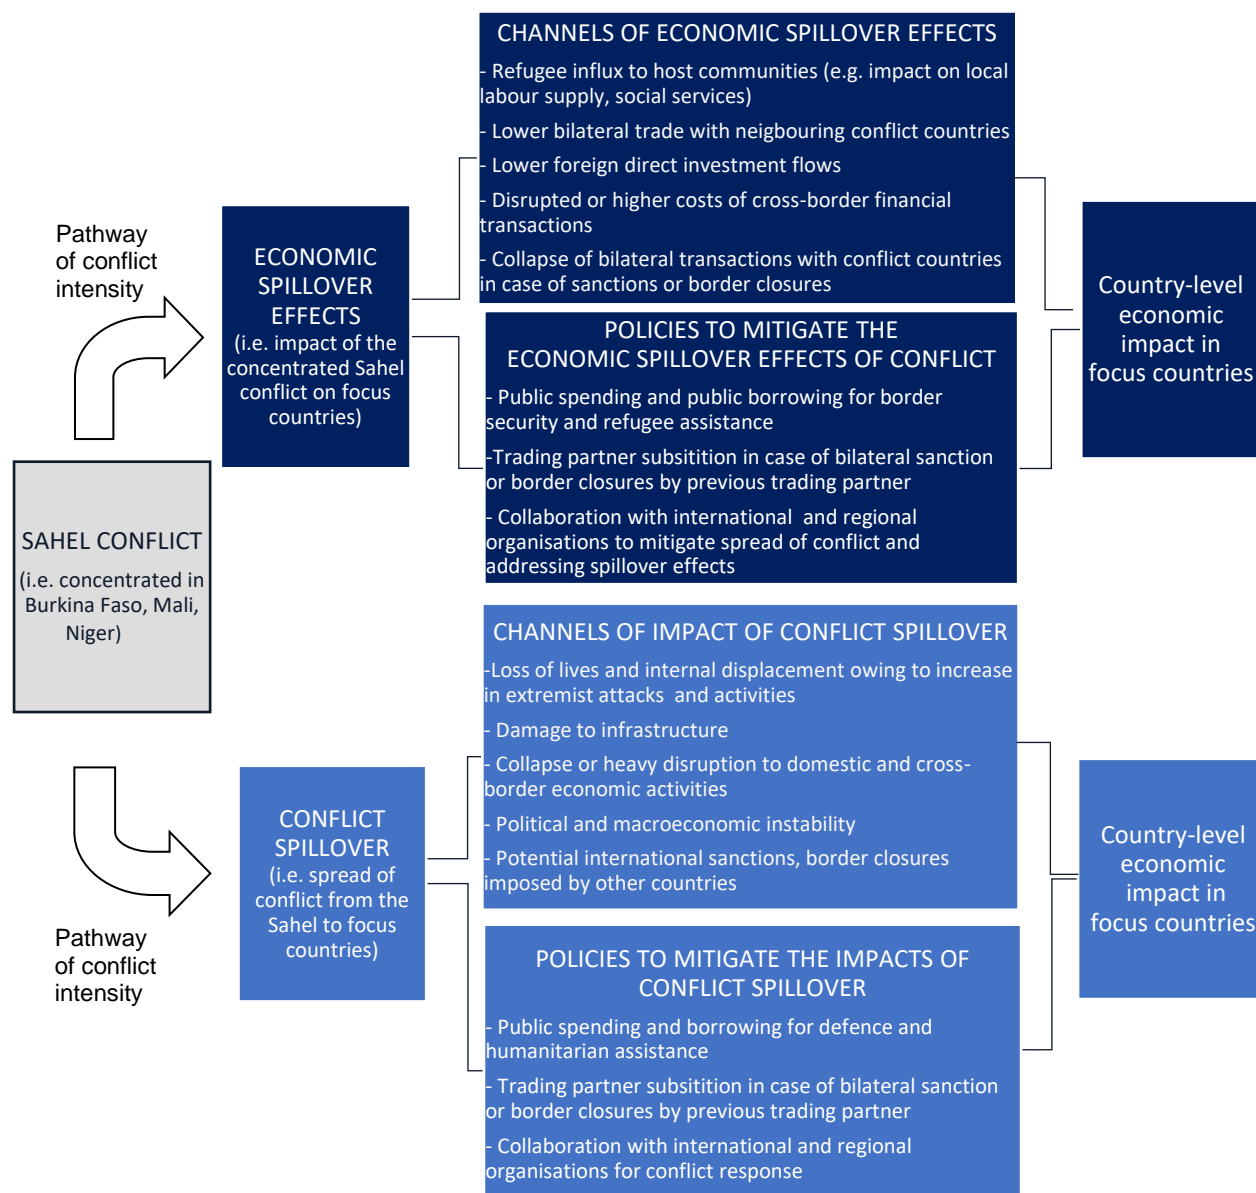 CHANNELS OF ECONOMIC SPILLOVER EFFECTS
- Refugee influx to host communities (e.g. impact on local
labour supply, social services)
- Lower bilateral trade with neigbouring conflict countries
- Lower foreign direct investment flows
- Disrupted or higher costs of cross-border financial
transactions
- Collapse of bilateral transactions with conflict countries
in case of sanctions or border closures
Pathway
of conflict
intensity
ECONOMIC
SPILLOVER
EFFECTS
(i.e. impact of the
concentrated Sahel
conflict on focus
countries)
POLICIES TO MITIGATE THE
ECONOMIC SPILLOVER EFFECTS OF CONFLICT
- Public spending and public borrowing for border
security and refugee assistance
-Trading partner subsitition in case of bilateral sanction
or border closures by previous trading partner
- Collaboration with international and regional
organisations to mitigate spread of conflict and
addressing spillover effects
Country-level
economic
impact in
focus countries
SAHEL CONFLICT
(i.e. concentrated in
Burkina Faso, Mali,
Niger)
CHANNELS OF IMPACT OF CONFLICT SPILLOVER
-Loss of lives and internal displacement owing to increase
in extremist attacks and activities
- Damage to infrastructure
- Collapse or heavy disruption to domestic and cross-
border economic activities
- Political and macroeconomic instability
- Potential international sanctions, border closures
imposed by other countries
CONFLICT
SPILLOVER
(i.e. spread of
conflict from the
Sahel to focus
countries)
Pathway
of conflict
intensity
POLICIES TO MITIGATE THE IMPACTS OF
CONFLICT SPILLOVER
- Public spending and borrowing for defence and
humanitarian assistance
- Trading partner subsitition in case of bilateral sanction
or border closures by previous trading partner
- Collaboration with international and regional
organisations for conflict response
Country-level
economic
impact in
focus countries